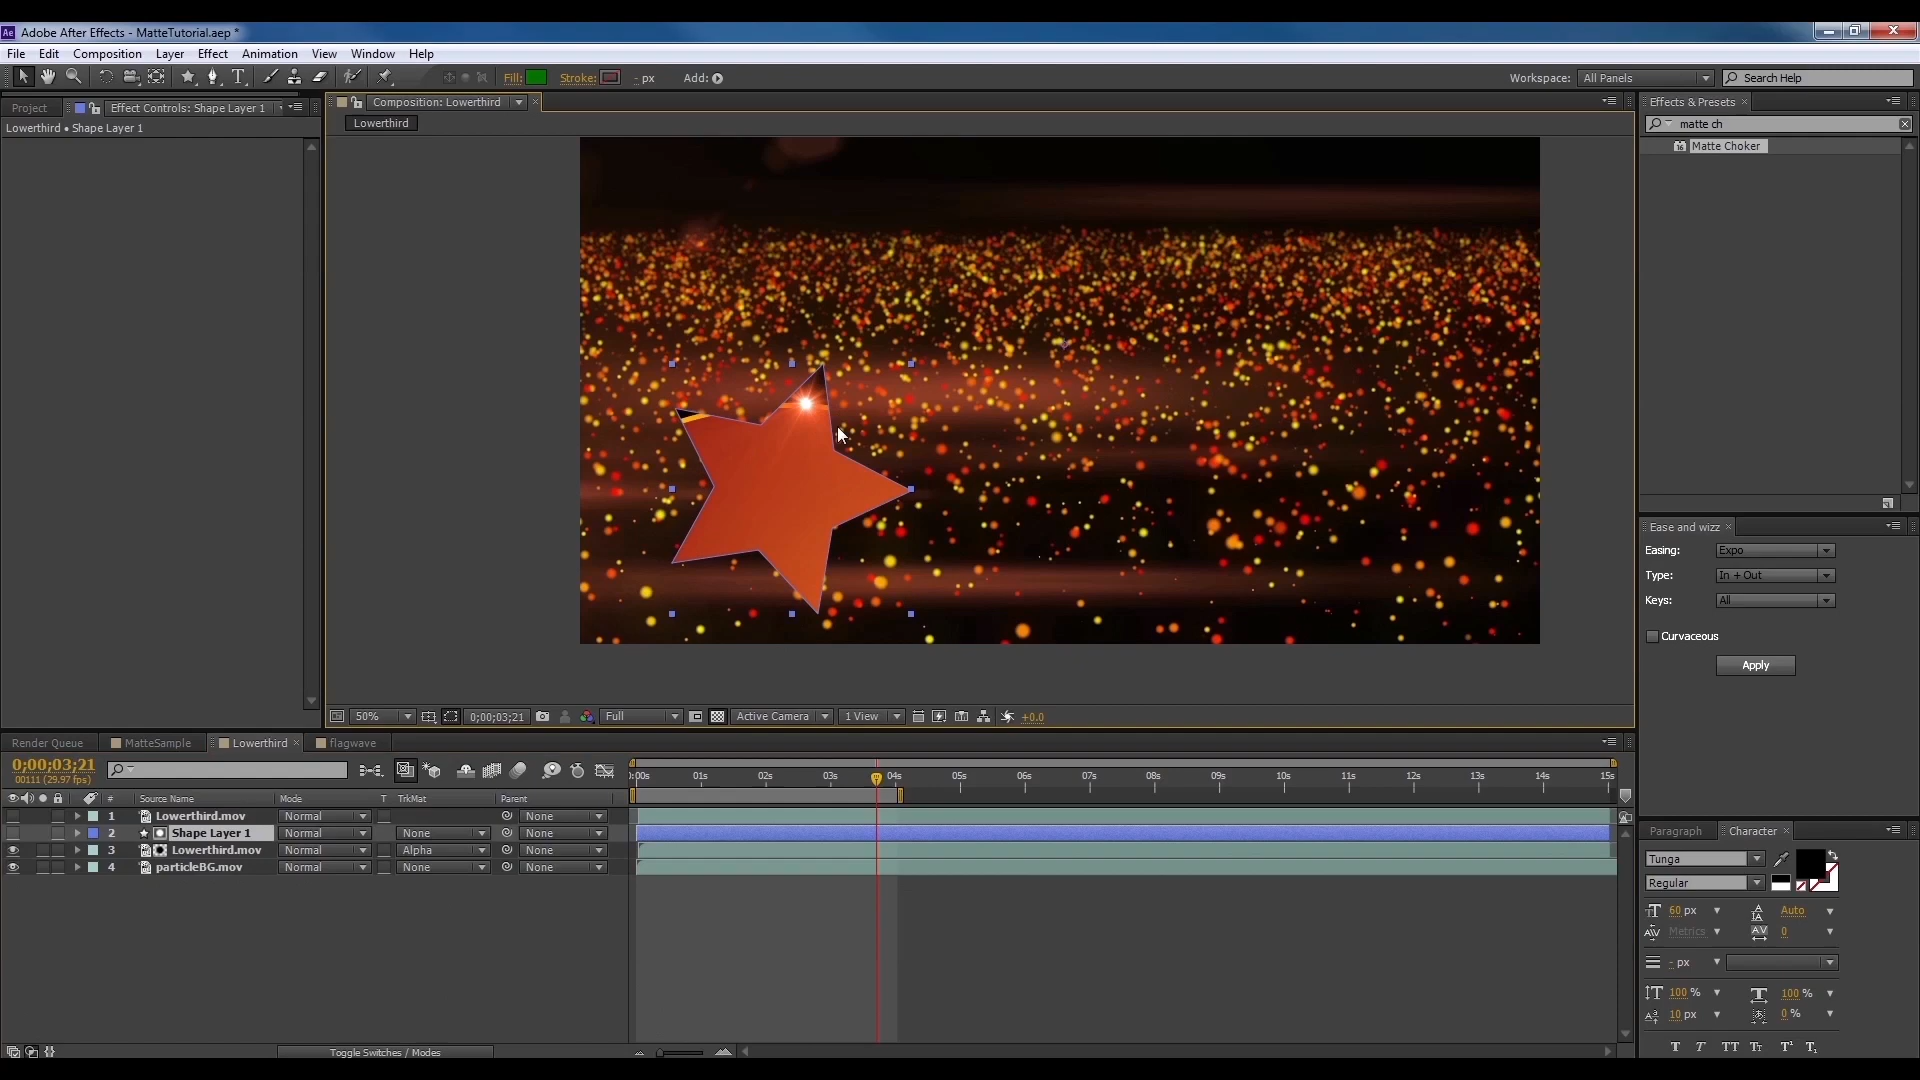 Ae Adobe After Effects - MatteTutorial.aep *
File Edit Composition Layer Effect Animation View Window Help
Fill: Stroke: - px Add:
Workspace: All Panels Search Help
Project Effect Controls: Shape Layer 1
Lowerthird • Shape Layer 1
Composition: Lowerthird
Lowerthird
Effects & Presets
matte ch
Matte Choker
Ease and wizz
Easing: Expo
Type: In + Out
Keys: All
Curvaceous
Apply
50% 0;00;03;21 Full Active Camera 1 View +0.0
Render Queue MatteSample Lowerthird flagwave
0;00;03;21
00111 (29.97 fps)
:00s 01s 02s 03s 04s 05s 06s 07s 08s 09s 10s 11s 12s 13s 14s 15s
# Source Name Mode T TrkMat Parent
1 Lowerthird.mov Normal None
2 Shape Layer 1 Normal None None
3 Lowerthird.mov Normal Alpha None
4 particleBG.mov Normal None None
Toggle Switches / Modes
Paragraph Character
Tunga
Regular
60 px Auto
Metrics 0
- px
100 % 100 %
10 px 0 %
T T TT Tt T¹ T₁